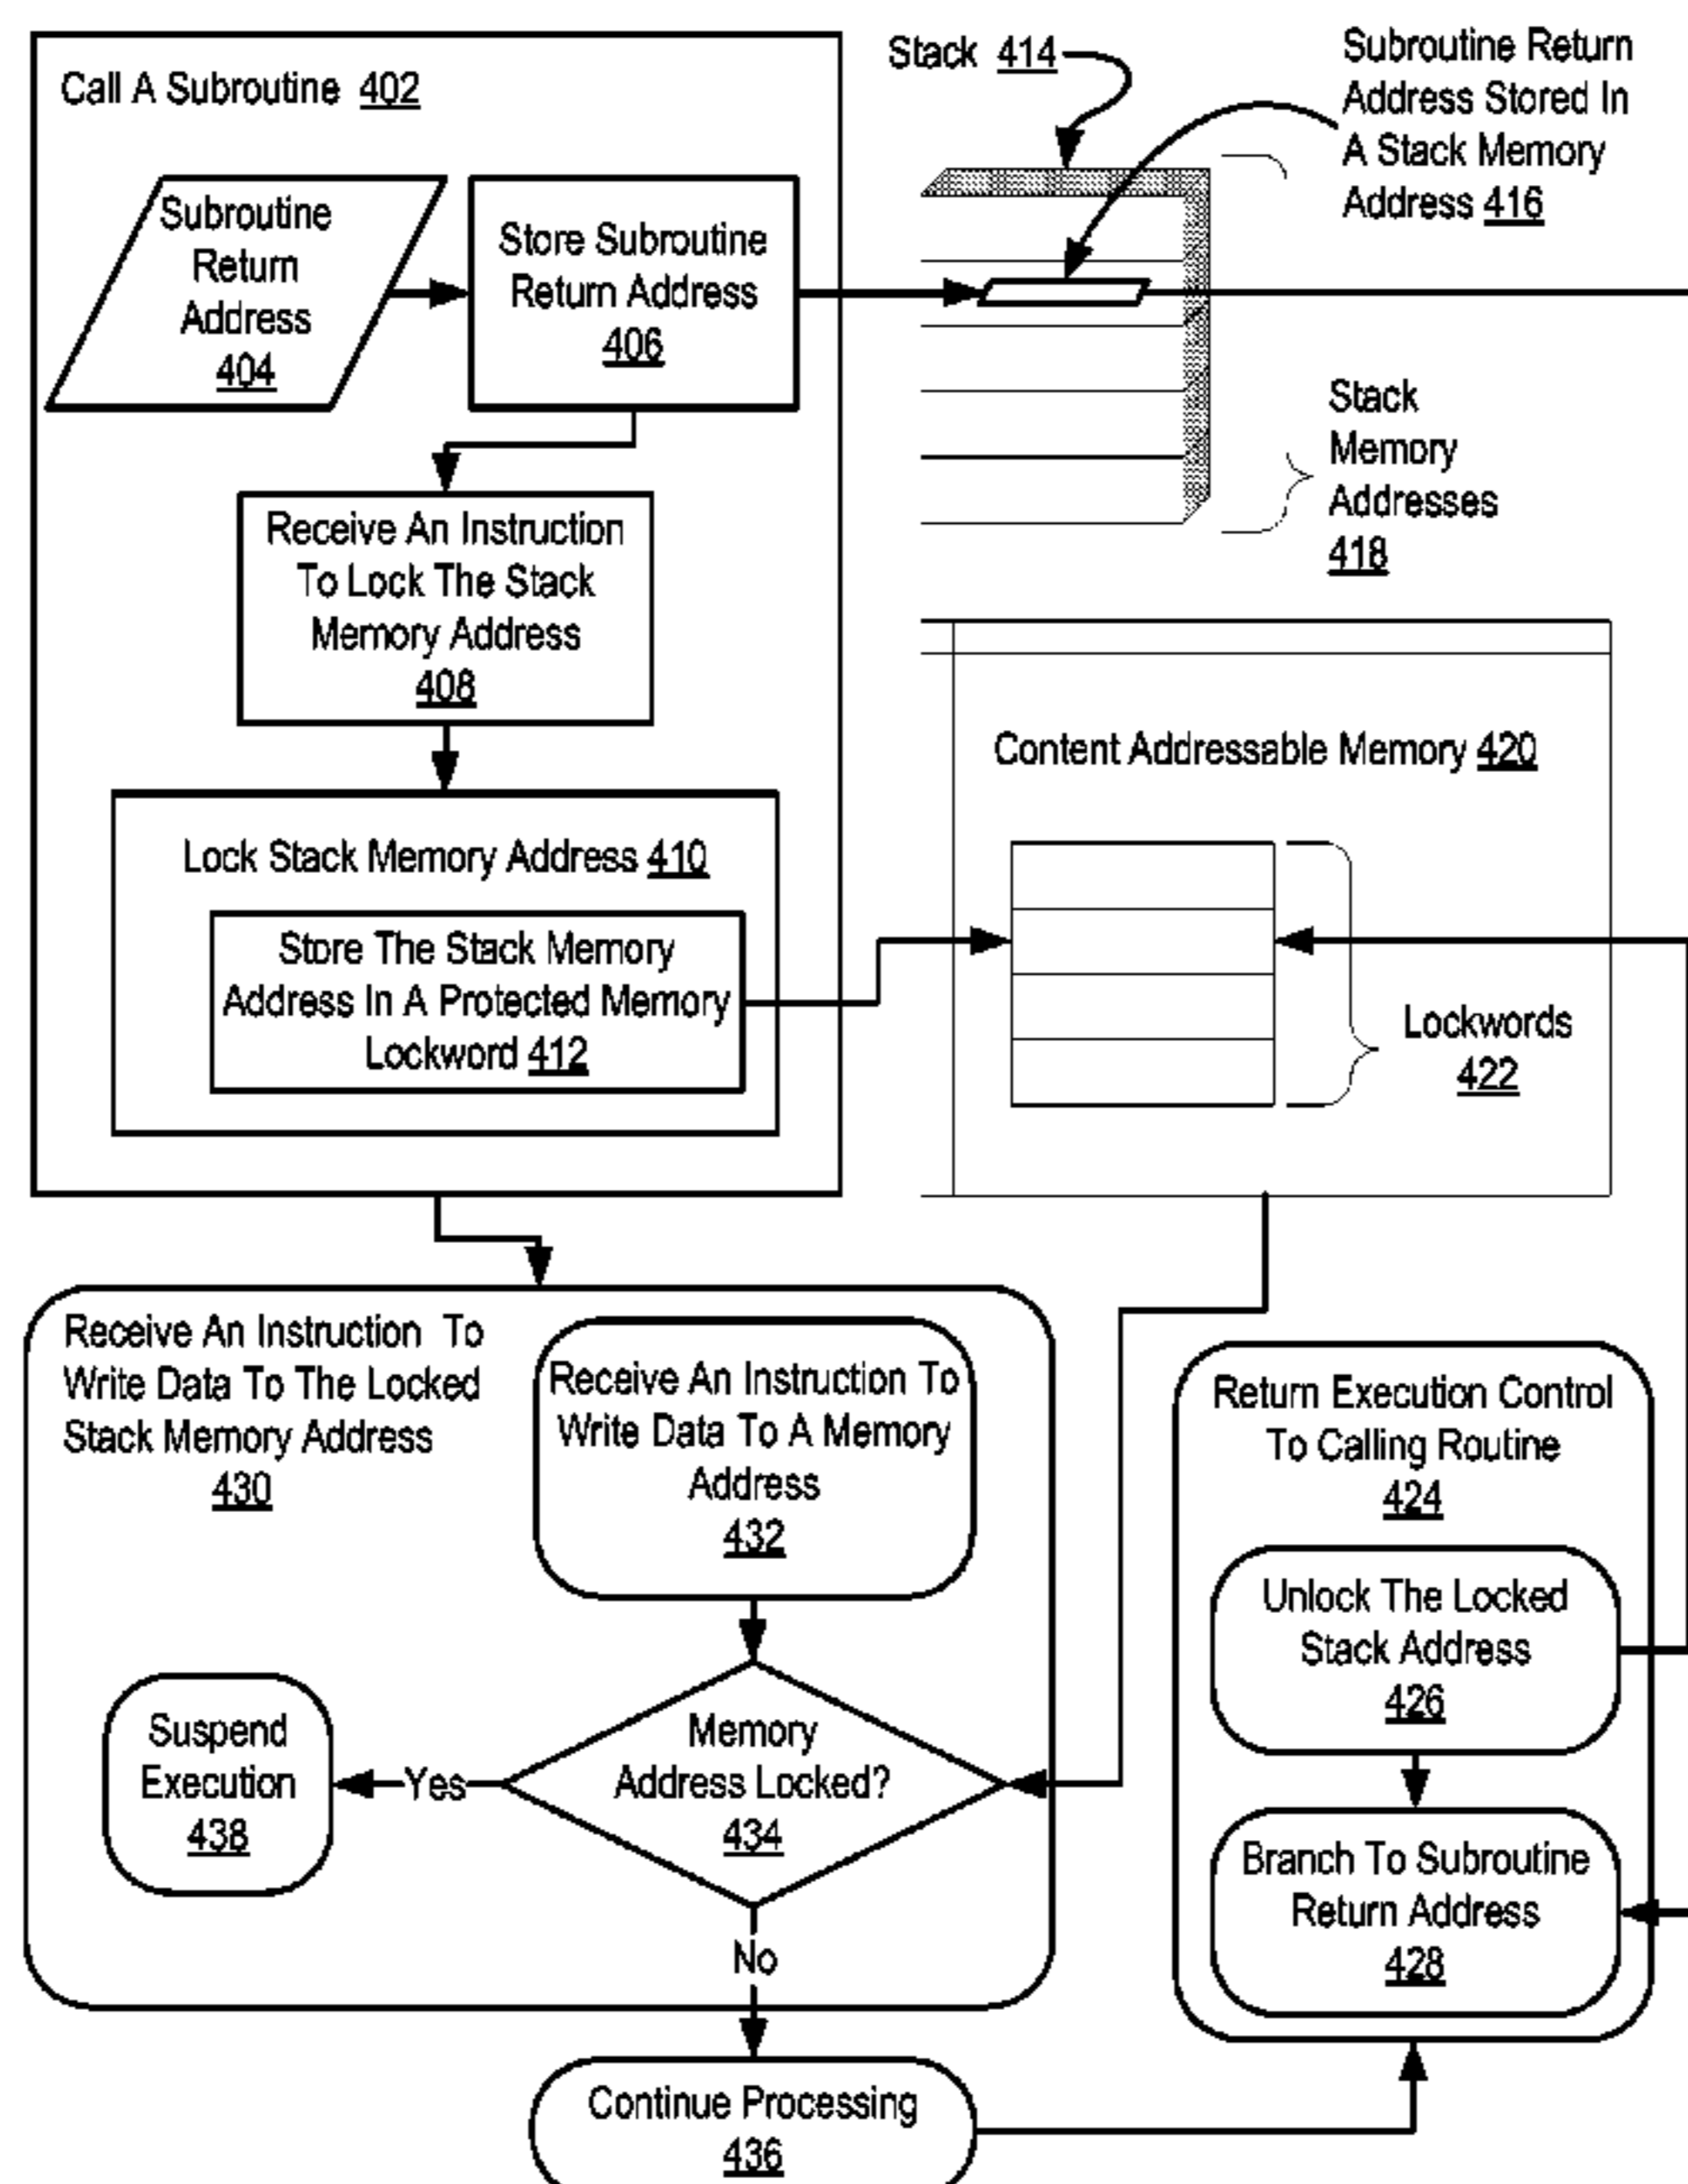 Call A Subroutine 402
Subroutine
Return
Address
404
Store Subroutine
Return Address
406
Receive An Instruction
To Lock The Stack
Memory Address
408
Lock Stack Memory Address 410
Store The Stack Memory
Address In A Protected Memory
Lockword 412
Stack 414
Subroutine Return
Address Stored In
A Stack Memory
Address 416
Stack
Memory
Addresses
418
Content Addressable Memory 420
Lockwords
422
Receive An Instruction To
Write Data To The Locked
Stack Memory Address
430
Receive An Instruction To
Write Data To A Memory
Address
432
Memory
Address Locked?
434
Yes
Suspend
Execution
438
No
Continue Processing
436
Return Execution Control
To Calling Routine
424
Unlock The Locked
Stack Address
426
Branch To Subroutine
Return Address
428